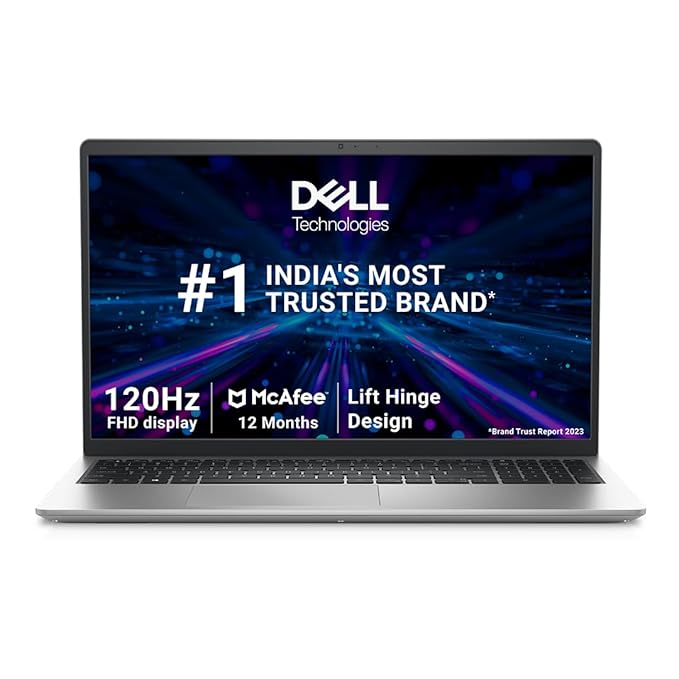 DELL
Technologies
#1 INDIA'S MOST
TRUSTED BRAND*
120Hz
FHD display
McAfee™
12 Months
Lift Hinge
Design
*Brand Trust Report 2023